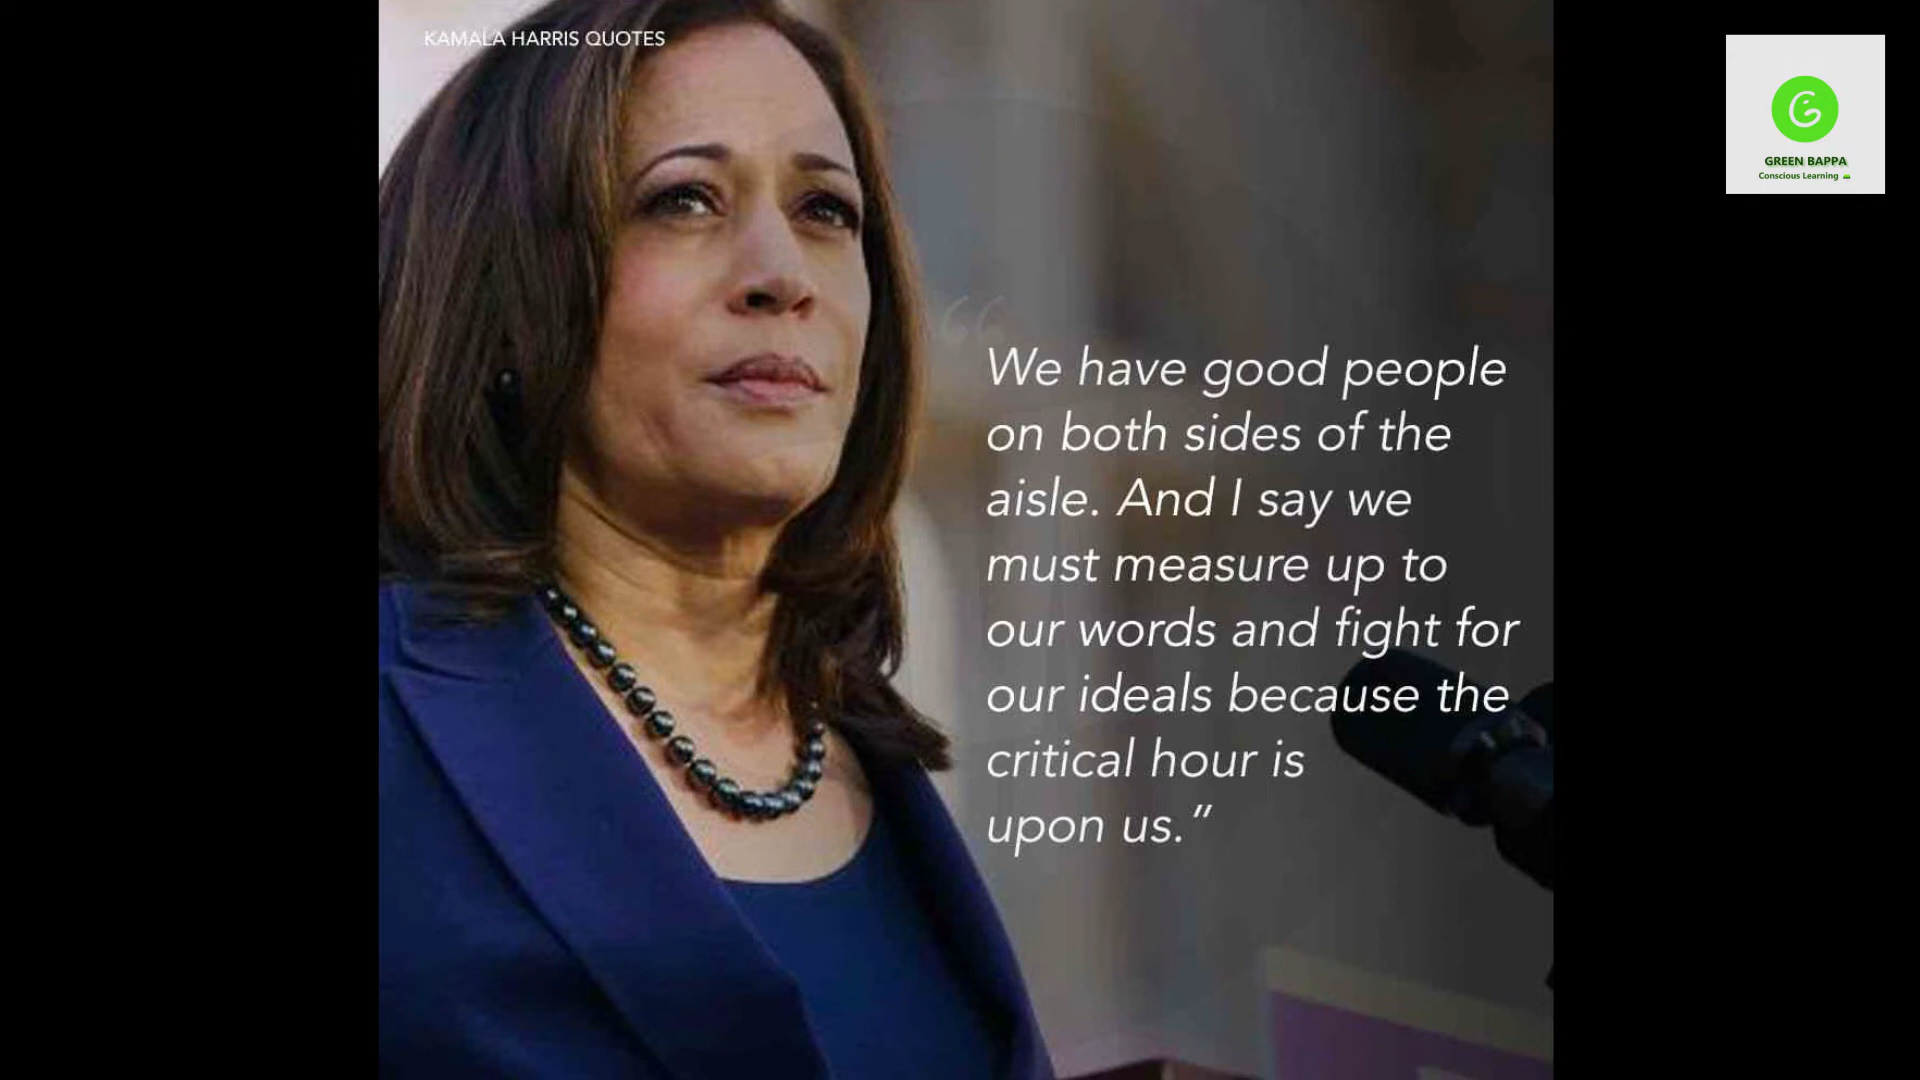 KAMALA HARRIS QUOTES
GREEN BAPPA
Conscious Learning
“
We have good people
on both sides of the
aisle. And I say we
must measure up to
our words and fight for
our ideals because the
critical hour is
upon us.”